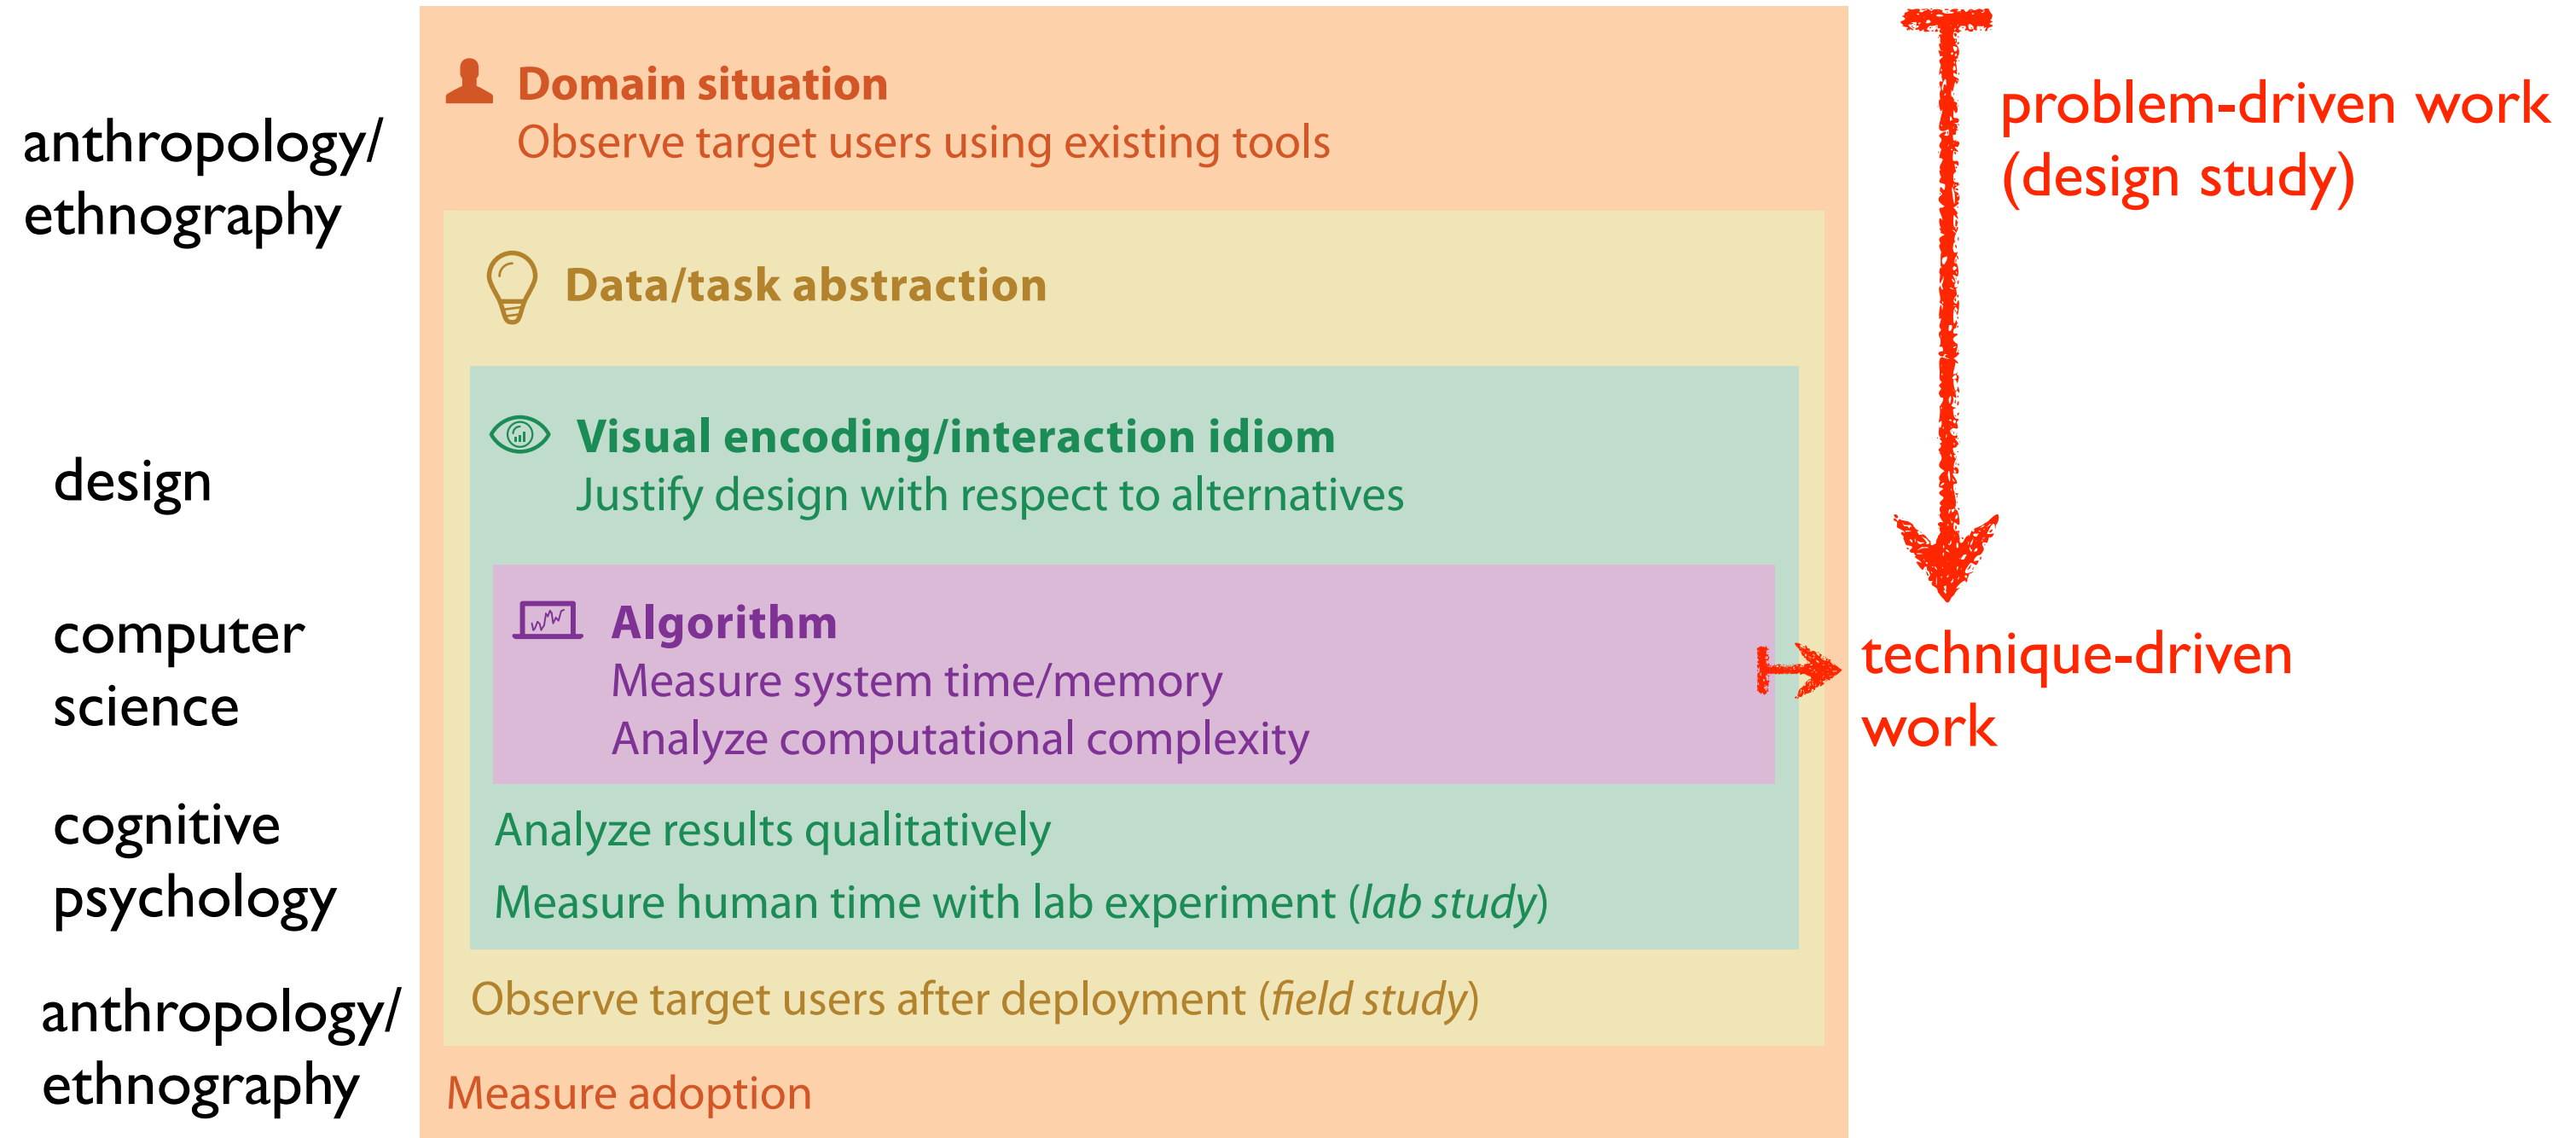 anthropology/
ethnography
design
computer
science
cognitive
psychology
anthropology/
ethnography
Domain situation
Observe target users using existing tools
Data/task abstraction
Visual encoding/interaction idiom
Justify design with respect to alternatives
Algorithm
Measure system time/memory
Analyze computational complexity
Analyze results qualitatively
Measure human time with lab experiment (lab study)
Observe target users after deployment (field study)
Measure adoption
problem-driven work
(design study)
technique-driven
work